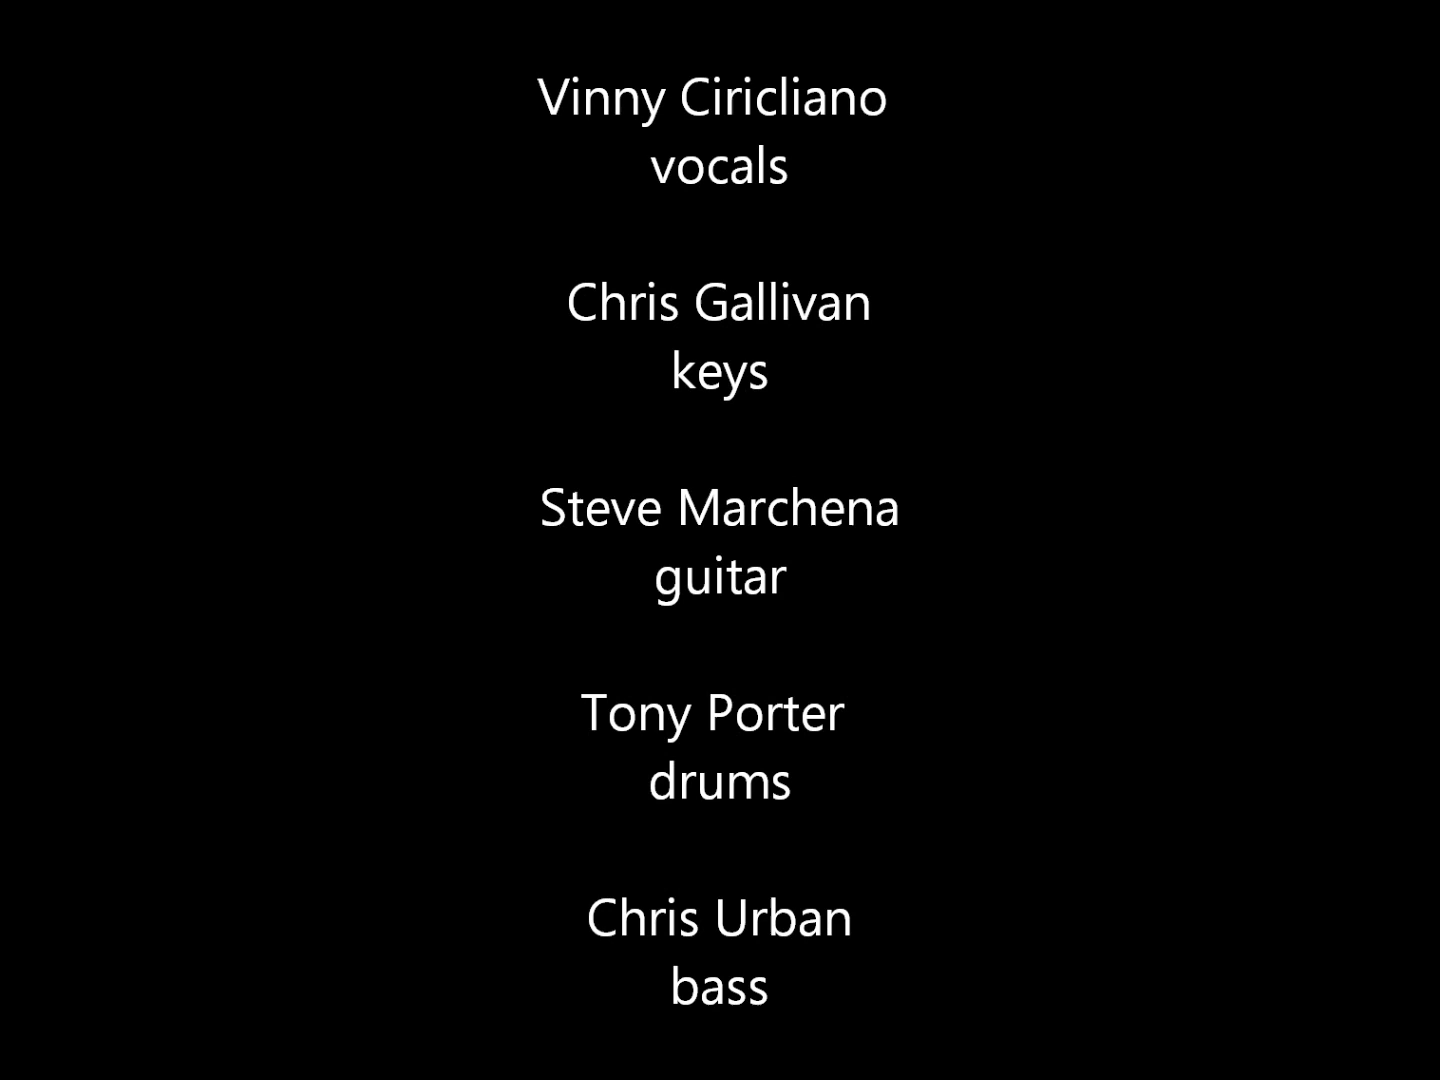 Vinny Ciricliano
vocals
Chris Gallivan
keys
Steve Marchena
guitar
Tony Porter
drums
Chris Urban
bass